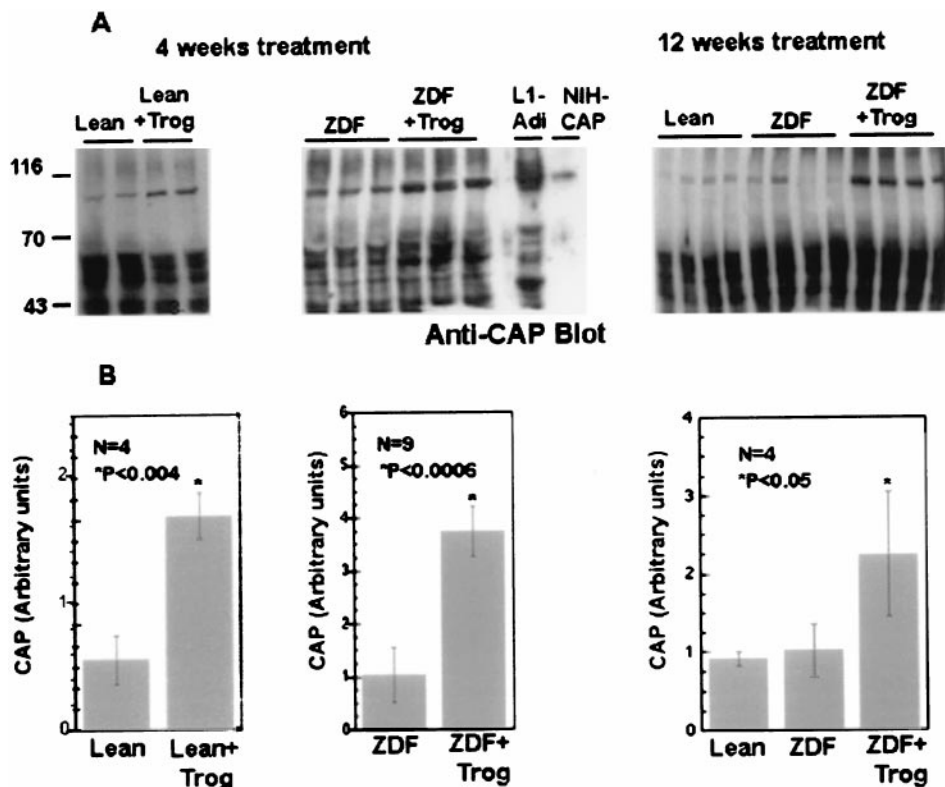 A
4 weeks treatment
12 weeks treatment
Lean
Lean +Trog
ZDF
ZDF +Trog
L1-Adi
NIH-CAP
Lean
ZDF
ZDF +Trog
116
70
43
Anti-CAP Blot
B
CAP (Arbitrary units)
2
1
0
N=4
*P<0.004
*
Lean
Lean+ Trog
CAP (Arbitrary units)
6
5
4
3
2
1
0
N=9
*P<0.0006
*
ZDF
ZDF+ Trog
CAP (Arbitrary units)
4
3
2
1
0
N=4
*P<0.05
*
Lean
ZDF
ZDF+ Trog